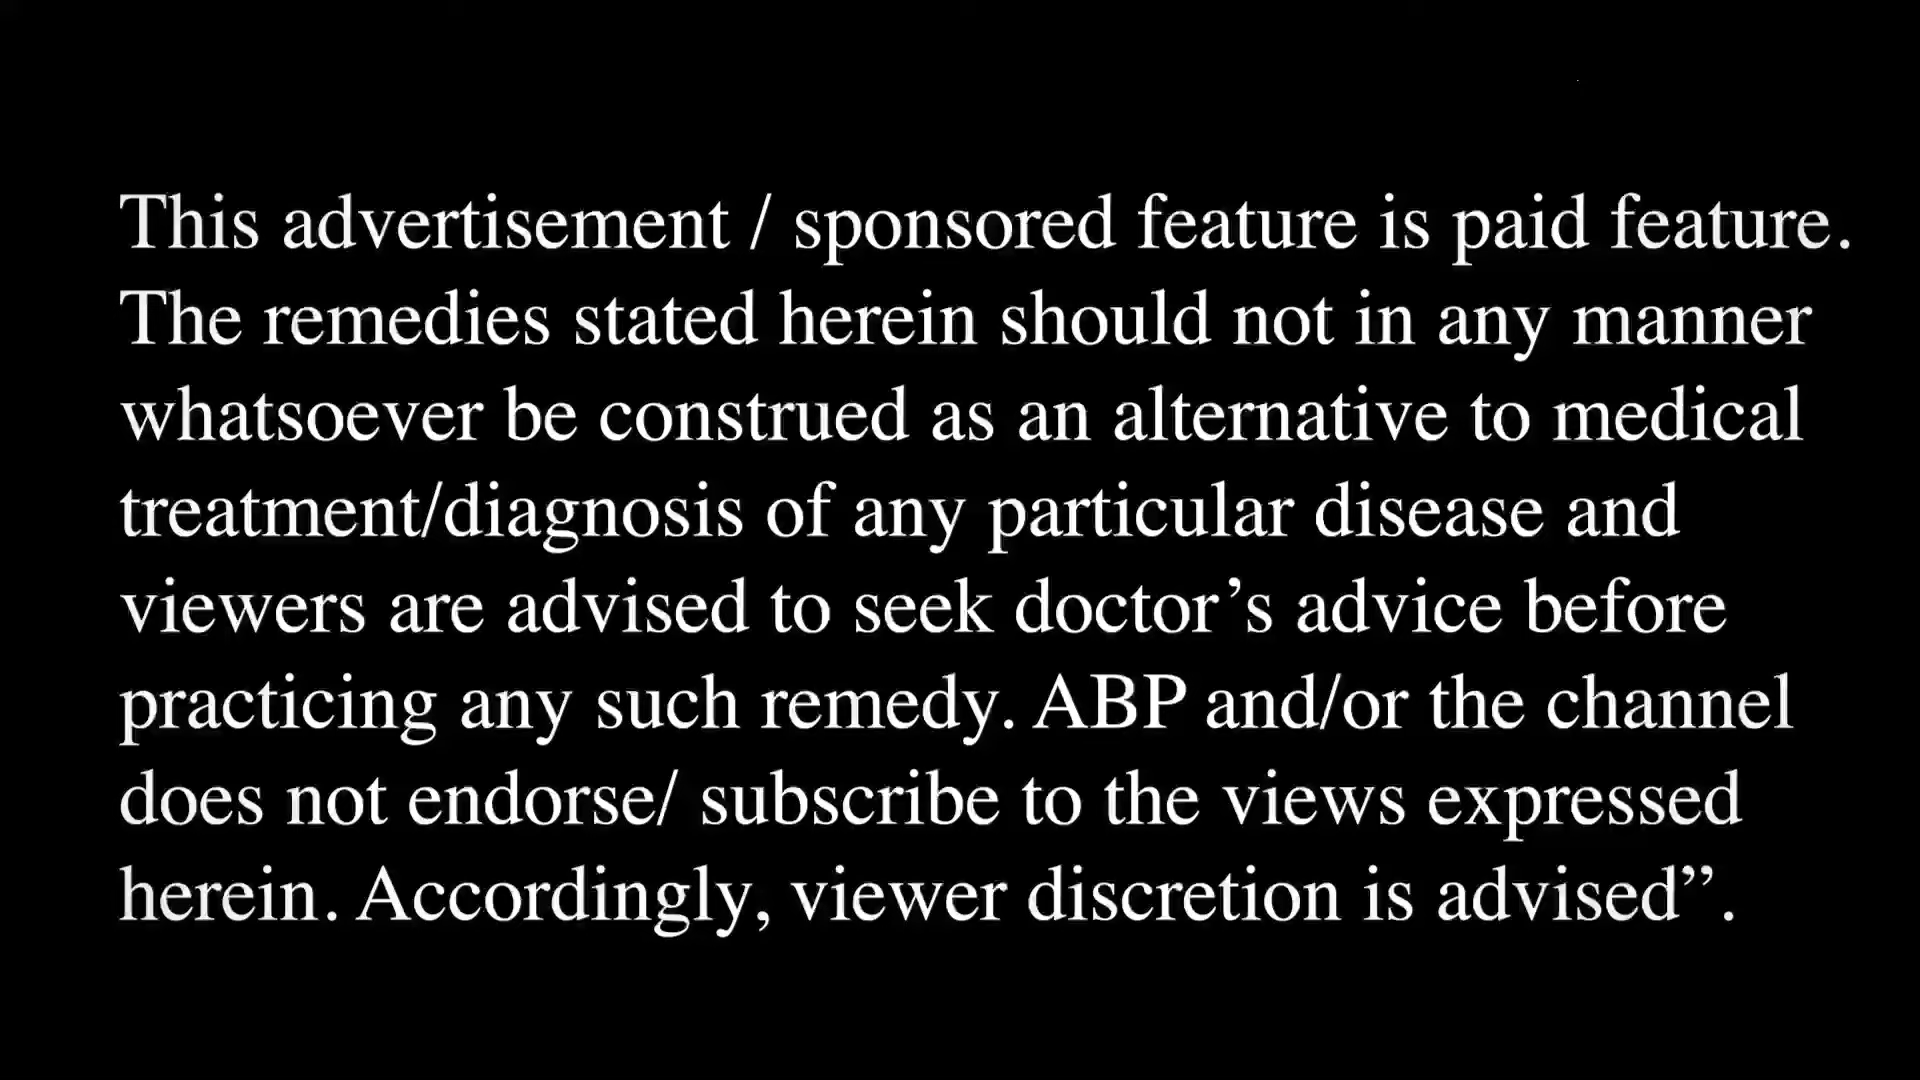 This advertisement / sponsored feature is paid feature.
The remedies stated herein should not in any manner
whatsoever be construed as an alternative to medical
treatment/diagnosis of any particular disease and
viewers are advised to seek doctor’s advice before
practicing any such remedy. ABP and/or the channel
does not endorse/ subscribe to the views expressed
herein. Accordingly, viewer discretion is advised”.